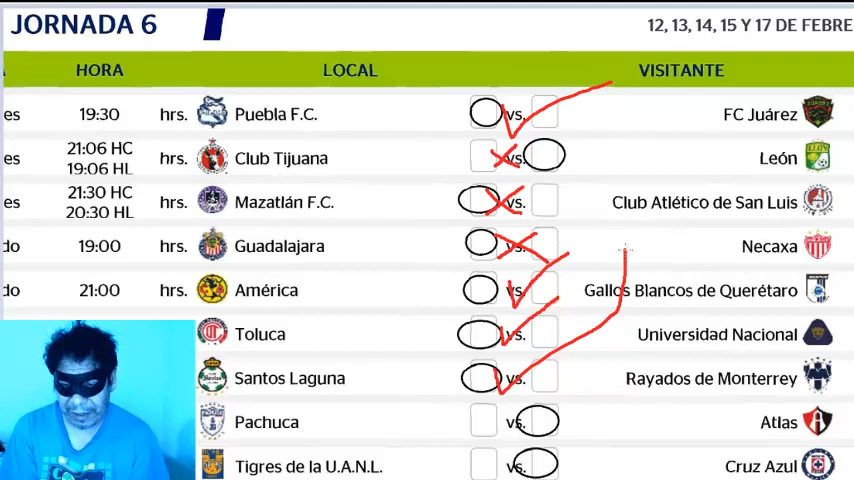 JORNADA 6
12, 13, 14, 15 Y 17 DE FEBRE
A HORA LOCAL VISITANTE
es 19:30 hrs. Puebla F.C. vs. FC Juárez
es 21:06 HC
19:06 HL hrs. Club Tijuana vs. León
es 21:30 HC
20:30 HL hrs. Mazatlán F.C. vs. Club Atlético de San Luis
do 19:00 hrs. Guadalajara vs. Necaxa
do 21:00 hrs. América vs. Gallos Blancos de Querétaro
Toluca vs. Universidad Nacional
Santos Laguna vs. Rayados de Monterrey
Pachuca vs. Atlas
Tigres de la U.A.N.L. vs. Cruz Azul